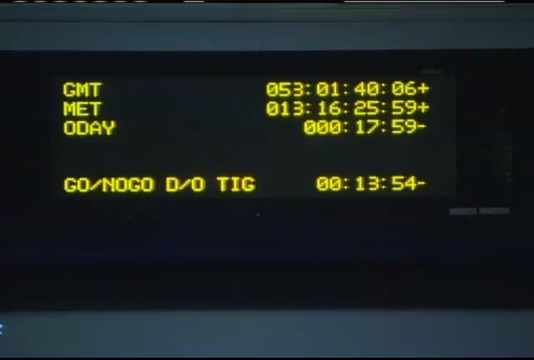 GMT 053:01:40:06+
MET 013:16:25:59+
ODAY 000:17:59-
GO/NOGO D/O TIG 00:13:54-